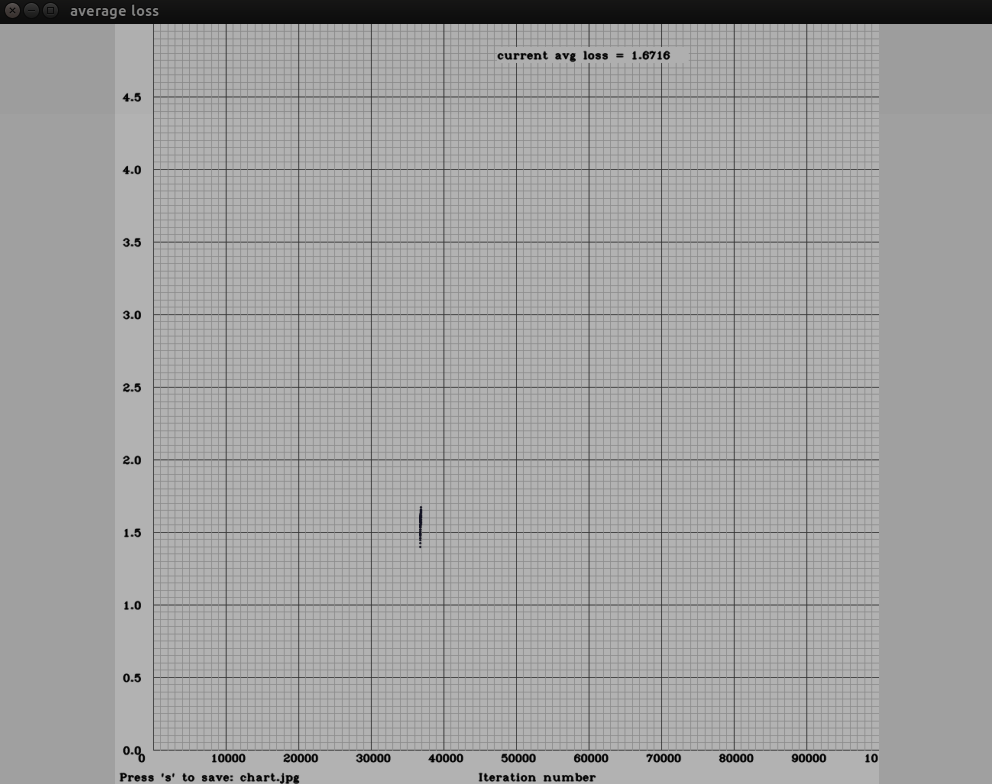 average loss
current avg loss = 1.6716
4.5
4.0
3.5
3.0
2.5
2.0
1.5
1.0
0.5
0.0
0 10000 20000 30000 40000 50000 60000 70000 80000 90000 10
Press 's' to save: chart.jpg Iteration number